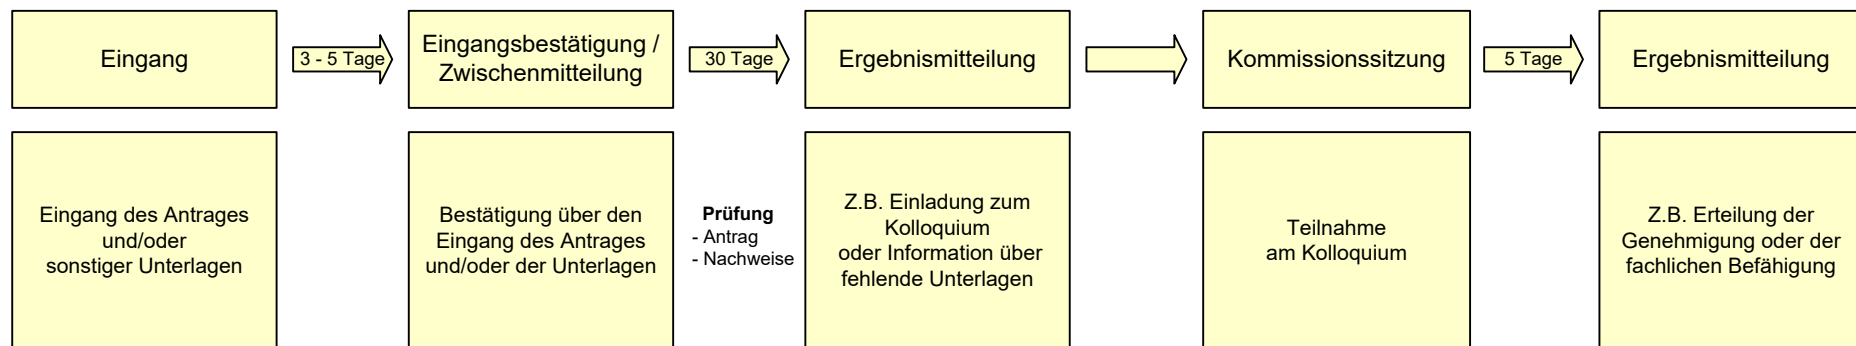 Eingang
3 - 5 Tage
Eingangsbestätigung /
Zwischenmitteilung
30 Tage
Ergebnismitteilung
Kommissionssitzung
5 Tage
Ergebnismitteilung
Eingang des Antrages
und/oder
sonstiger Unterlagen
Bestätigung über den
Eingang des Antrages
und/oder der Unterlagen
Prüfung
- Antrag
- Nachweise
Z.B. Einladung zum
Kolloquium
oder Information über
fehlende Unterlagen
Teilnahme
am Kolloquium
Z.B. Erteilung der
Genehmigung oder der
fachlichen Befähigung